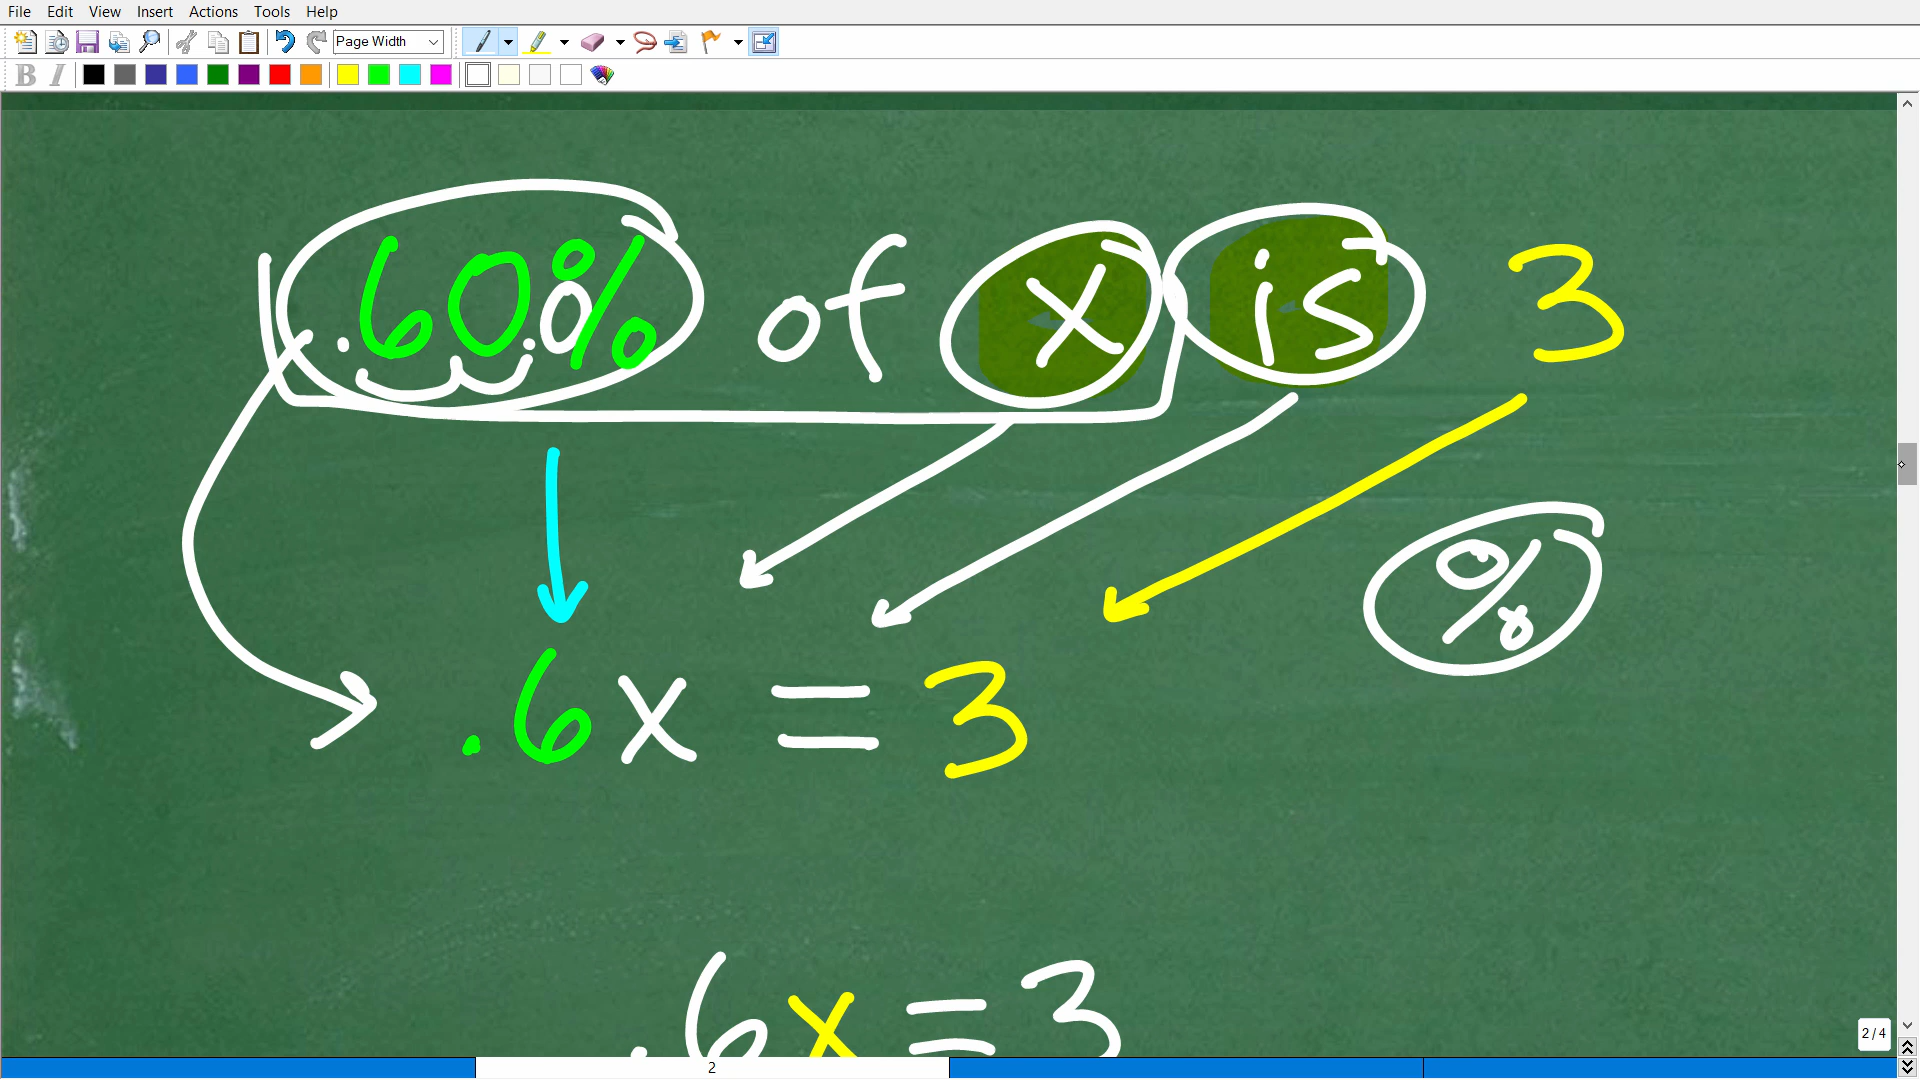 File Edit View Insert Actions Tools Help
Page Width
B I
.60.% of x is 3
%
.6x = 3
.6x = 3
2 / 4
2